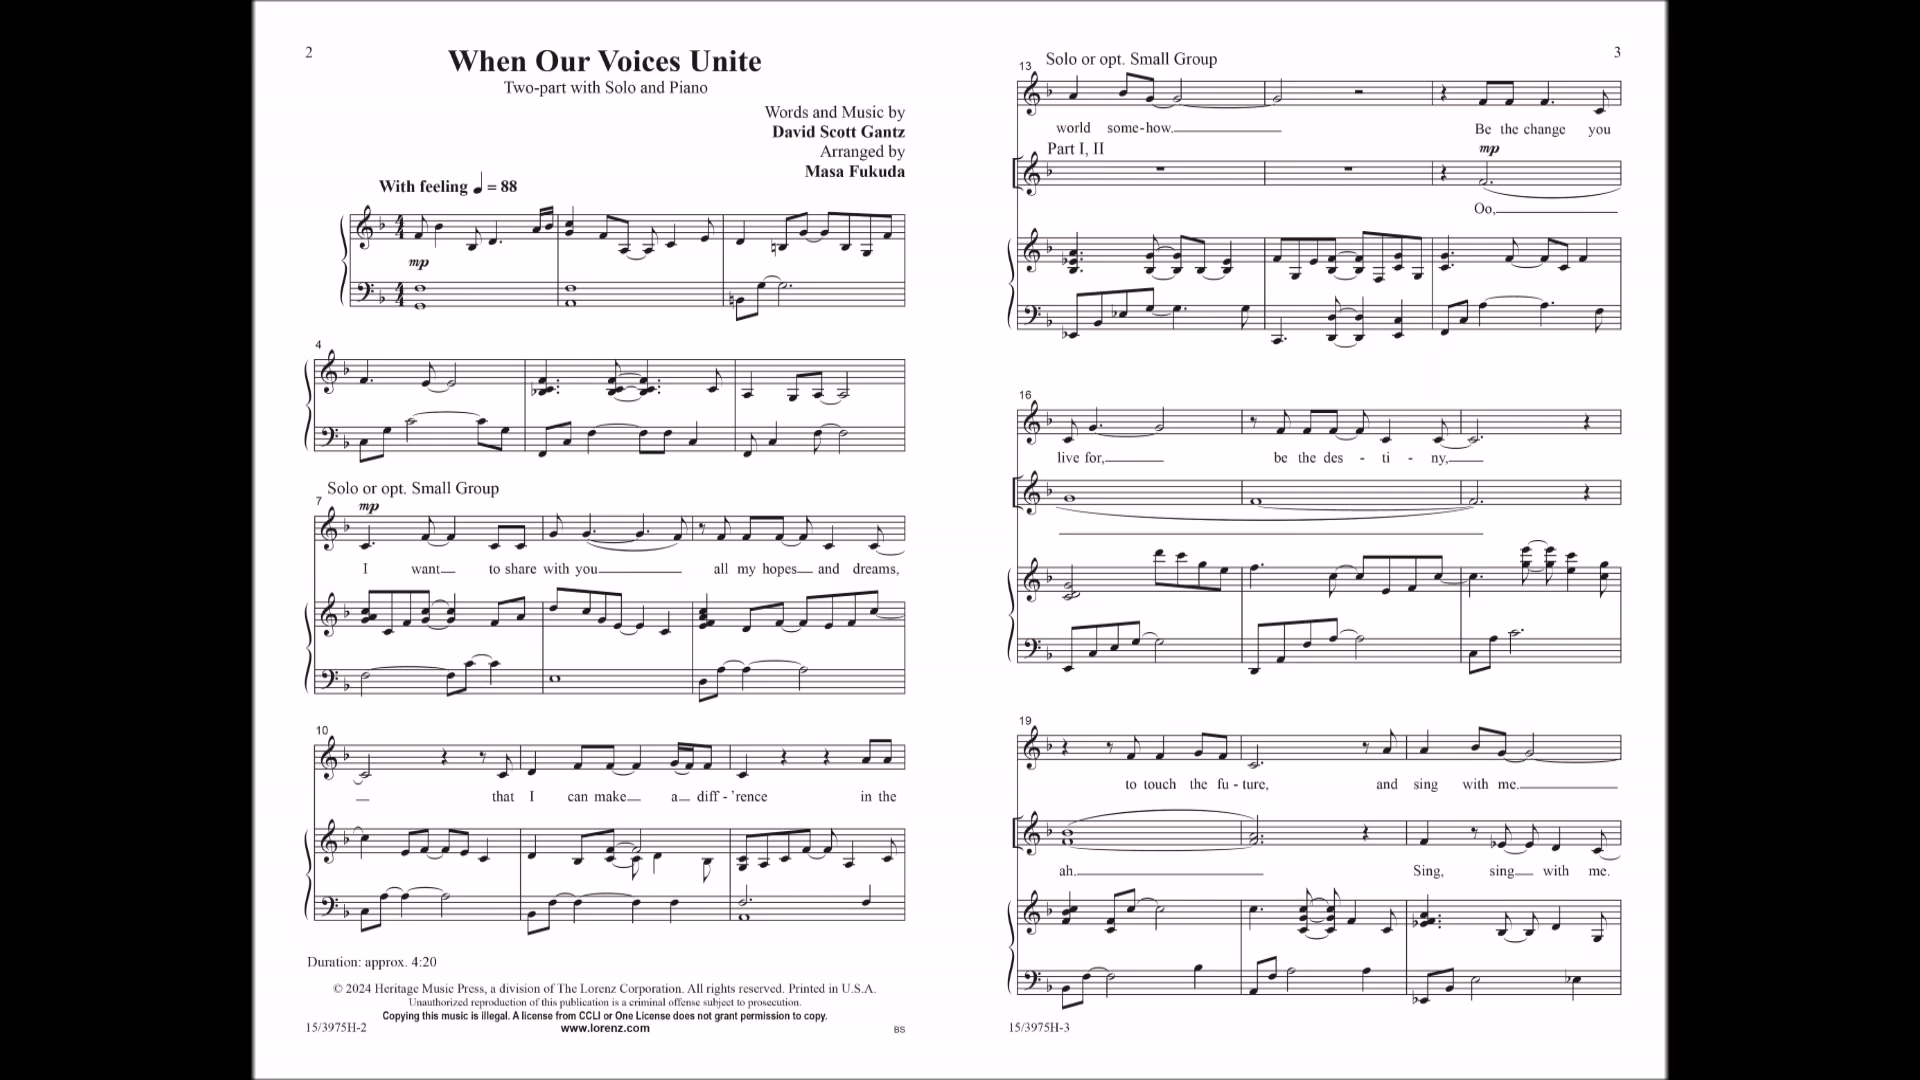 2
When Our Voices Unite
Two-part with Solo and Piano
Words and Music by
David Scott Gantz
Arranged by
Masa Fukuda
With feeling ♩ = 88
mp
4
Solo or opt. Small Group
7
mp
I want to share with you all my hopes and dreams,
10
that I can make a diff - 'rence in the
Duration: approx. 4:20
© 2024 Heritage Music Press, a division of The Lorenz Corporation. All rights reserved. Printed in U.S.A.
Unauthorized reproduction of this publication is a criminal offense subject to prosecution.
Copying this music is illegal. A license from CCLI or One License does not grant permission to copy.
www.lorenz.com
15/3975H-2
BS
3
Solo or opt. Small Group
13
world some-how. Be the change you
Part I, II
mp
Oo,
16
live for, be the des - ti - ny,
19
to touch the fu - ture, and sing with me.
ah. Sing, sing with me.
15/3975H-3